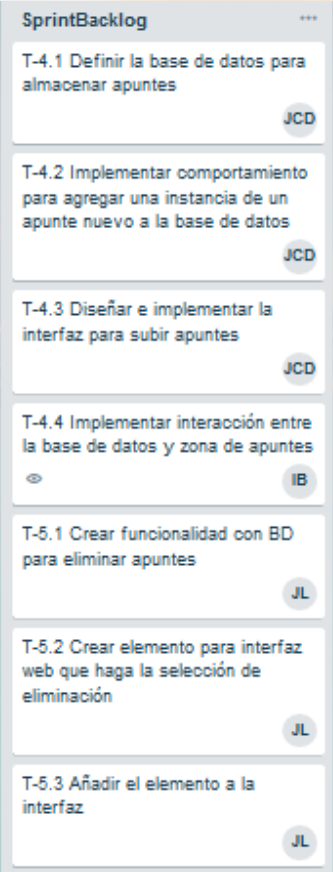 SprintBacklog
T-4.1 Definir la base de datos para
almacenar apuntes
JCD
T-4.2 Implementar comportamiento
para agregar una instancia de un
apunte nuevo a la base de datos
JCD
T-4.3 Diseñar e implementar la
interfaz para subir apuntes
JCD
T-4.4 Implementar interacción entre
la base de datos y zona de apuntes
IB
T-5.1 Crear funcionalidad con BD
para eliminar apuntes
JL
T-5.2 Crear elemento para interfaz
web que haga la selección de
eliminación
JL
T-5.3 Añadir el elemento a la
interfaz
JL